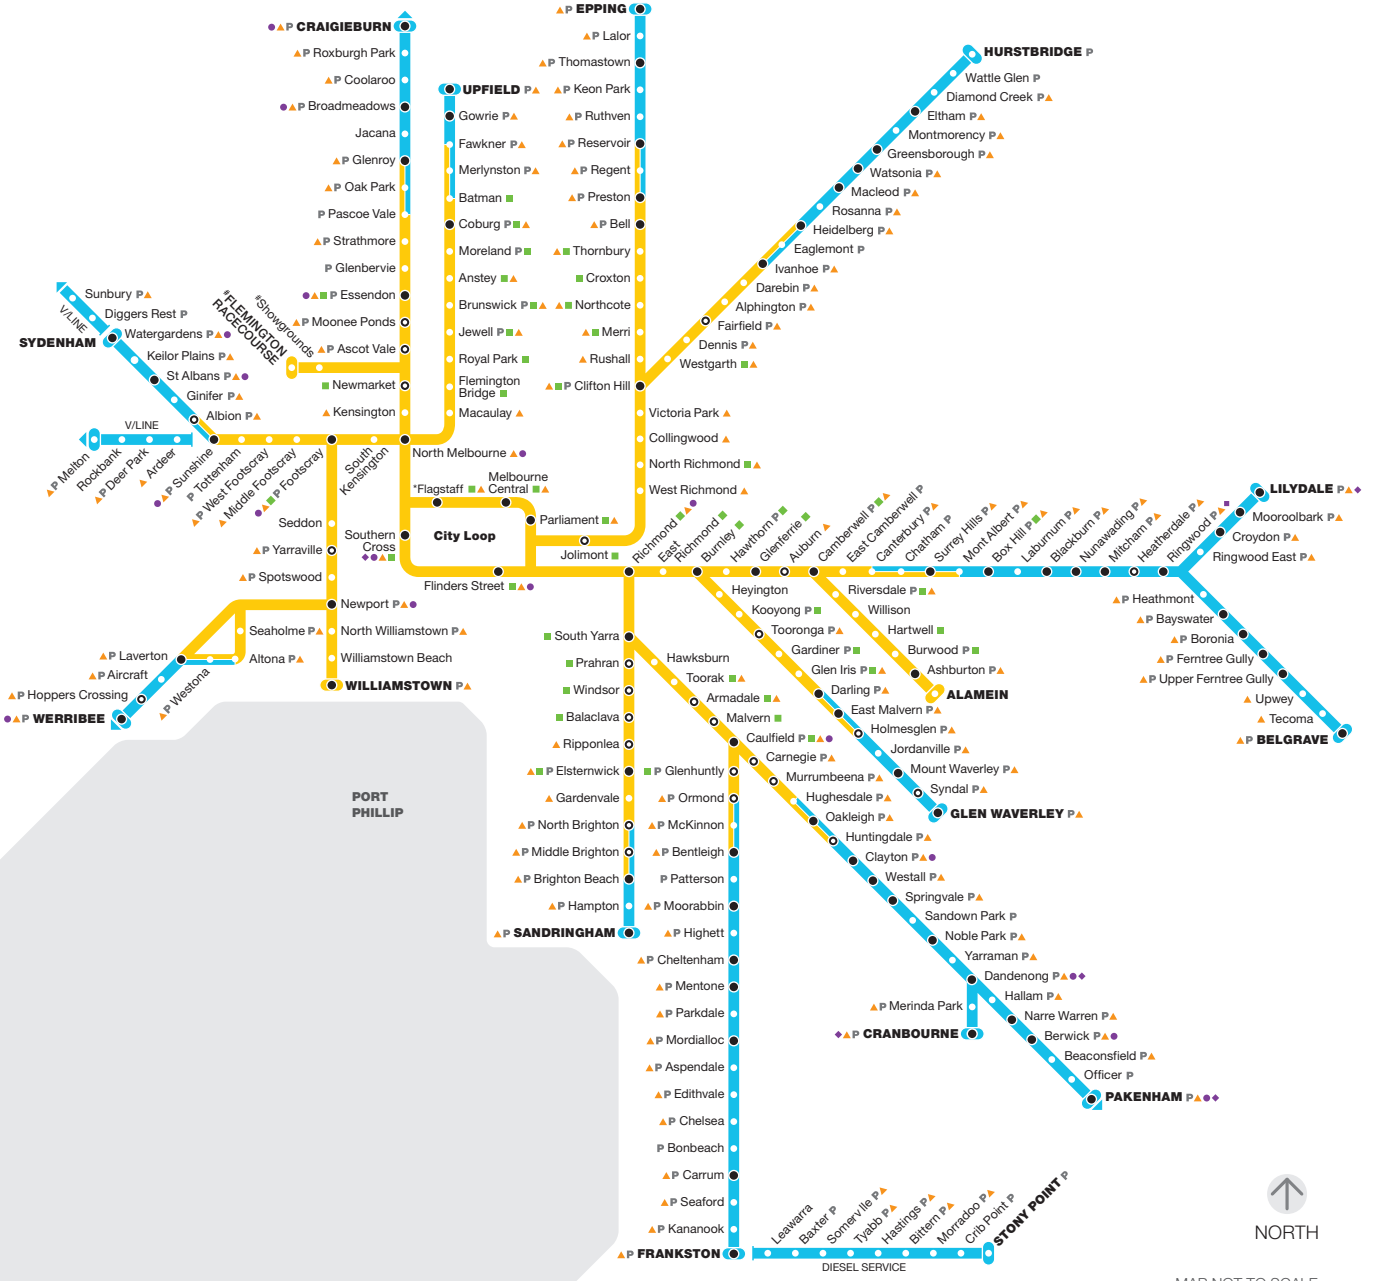 CRAIGIEBURN
P Roxburgh Park
P Coolaroo
P Broadmeadows
Jacana
P Glenroy
P Oak Park
P Pascoe Vale
P Strathmore
P Glenbervie
P Essendon
P Moonee Ponds
P Ascot Vale
Newmarket
Kensington
#Showgrounds
#FLEMINGTON
RACECOURSE
UPFIELD P
Gowrie P
Fawkner P
Merlynston P
Batman
Coburg P
Moreland P
Anstey
Brunswick P
Jewell P
Royal Park
Flemington
Bridge
Macaulay
P EPPING
P Lalor
P Thomastown
P Keon Park
P Ruthven
P Reservoir
P Regent
P Preston
P Bell
Thornbury
Croxton
Northcote
Merri
Rushall
P Clifton Hill
Victoria Park
Collingwood
North Richmond
West Richmond
HURSTBRIDGE P
Wattle Glen P
Diamond Creek P
Eltham P
Montmorency P
Greensborough P
Watsonia P
Macleod P
Rosanna P
Heidelberg P
Eaglemont P
Ivanhoe P
Darebin P
Alphington P
Fairfield P
Dennis P
Westgarth
Sunbury P
Diggers Rest P
V/LINE
Watergardens P
SYDENHAM
Keilor Plains P
St Albans P
Ginifer P
Albion P
V/LINE
P Melton
Rockbank
P Deer Park
Ardeer
P Sunshine
P Tottenham
P West Footscray
Middle Footscray
P Footscray
South
Kensington
North Melbourne
*Flagstaff
Melbourne
Central
Parliament
City Loop
Southern
Cross
Flinders Street
Jolimont
Seddon
P Yarraville
P Spotswood
Newport P
North Williamstown P
Williamstown Beach
WILLIAMSTOWN P
Seaholme P
Altona P
P Westona
P Laverton
P Aircraft
P Hoppers Crossing
P WERRIBEE
Richmond
East
Richmond
Burnley
Hawthorn P
Glenferrie
Auburn
Camberwell P
East Camberwell P
Canterbury P
Chatham P
Surrey Hills P
Mont Albert P
Box Hill P
Laburnum P
Blackburn P
Nunawading P
Mitcham P
Heatherdale P
Ringwood P
LILYDALE P
Mooroolbark P
Croydon P
Ringwood East P
P Heathmont
P Bayswater
P Boronia
P Ferntree Gully
P Upper Ferntree Gully
Upwey
Tecoma
P BELGRAVE
Riversdale P
Willison
Hartwell
Burwood P
Ashburton P
ALAMEIN
Heyington
Kooyong P
Tooronga P
Gardiner P
Glen Iris P
Darling P
East Malvern P
Holmesglen P
Jordanville P
Mount Waverley P
Syndal P
GLEN WAVERLEY P
South Yarra
Prahran
Windsor
Balaclava
Ripponlea
P Elsternwick
Gardenvale
P North Brighton
P Middle Brighton
P Brighton Beach
P Hampton
P SANDRINGHAM
Hawksburn
Toorak
Armadale
Malvern
Caulfield P
Carnegie P
Murrumbeena P
Hughesdale P
Oakleigh P
Huntingdale P
Clayton P
Westall P
Springvale P
Sandown Park P
Noble Park P
Yarraman P
Dandenong P
Hallam P
Narre Warren P
Berwick P
Beaconsfield P
Officer P
PAKENHAM P
P Merinda Park
P CRANBOURNE
P Glenhuntly
P Ormond
P McKinnon
P Bentleigh
P Patterson
P Moorabbin
P Highett
P Cheltenham
P Mentone
P Parkdale
P Mordialloc
P Aspendale
P Edithvale
P Chelsea
P Bonbeach
P Carrum
P Seaford
P Kananook
P FRANKSTON
Leawarra
Baxter P
Somerville P
Tyabb P
Hastings P
Bittern P
Morradoo P
Crib Point P
STONY POINT P
DIESEL SERVICE
PORT
PHILLIP
NORTH
MAP NOT TO SCALE